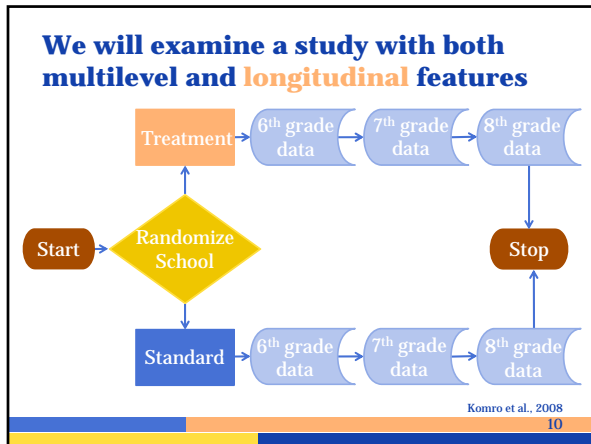 We will examine a study with both
multilevel and longitudinal features
Treatment
6th grade
data
7th grade
data
8th grade
data
Start
Randomize
School
Stop
Standard
6th grade
data
7th grade
data
8th grade
data
Komro et al., 2008
10